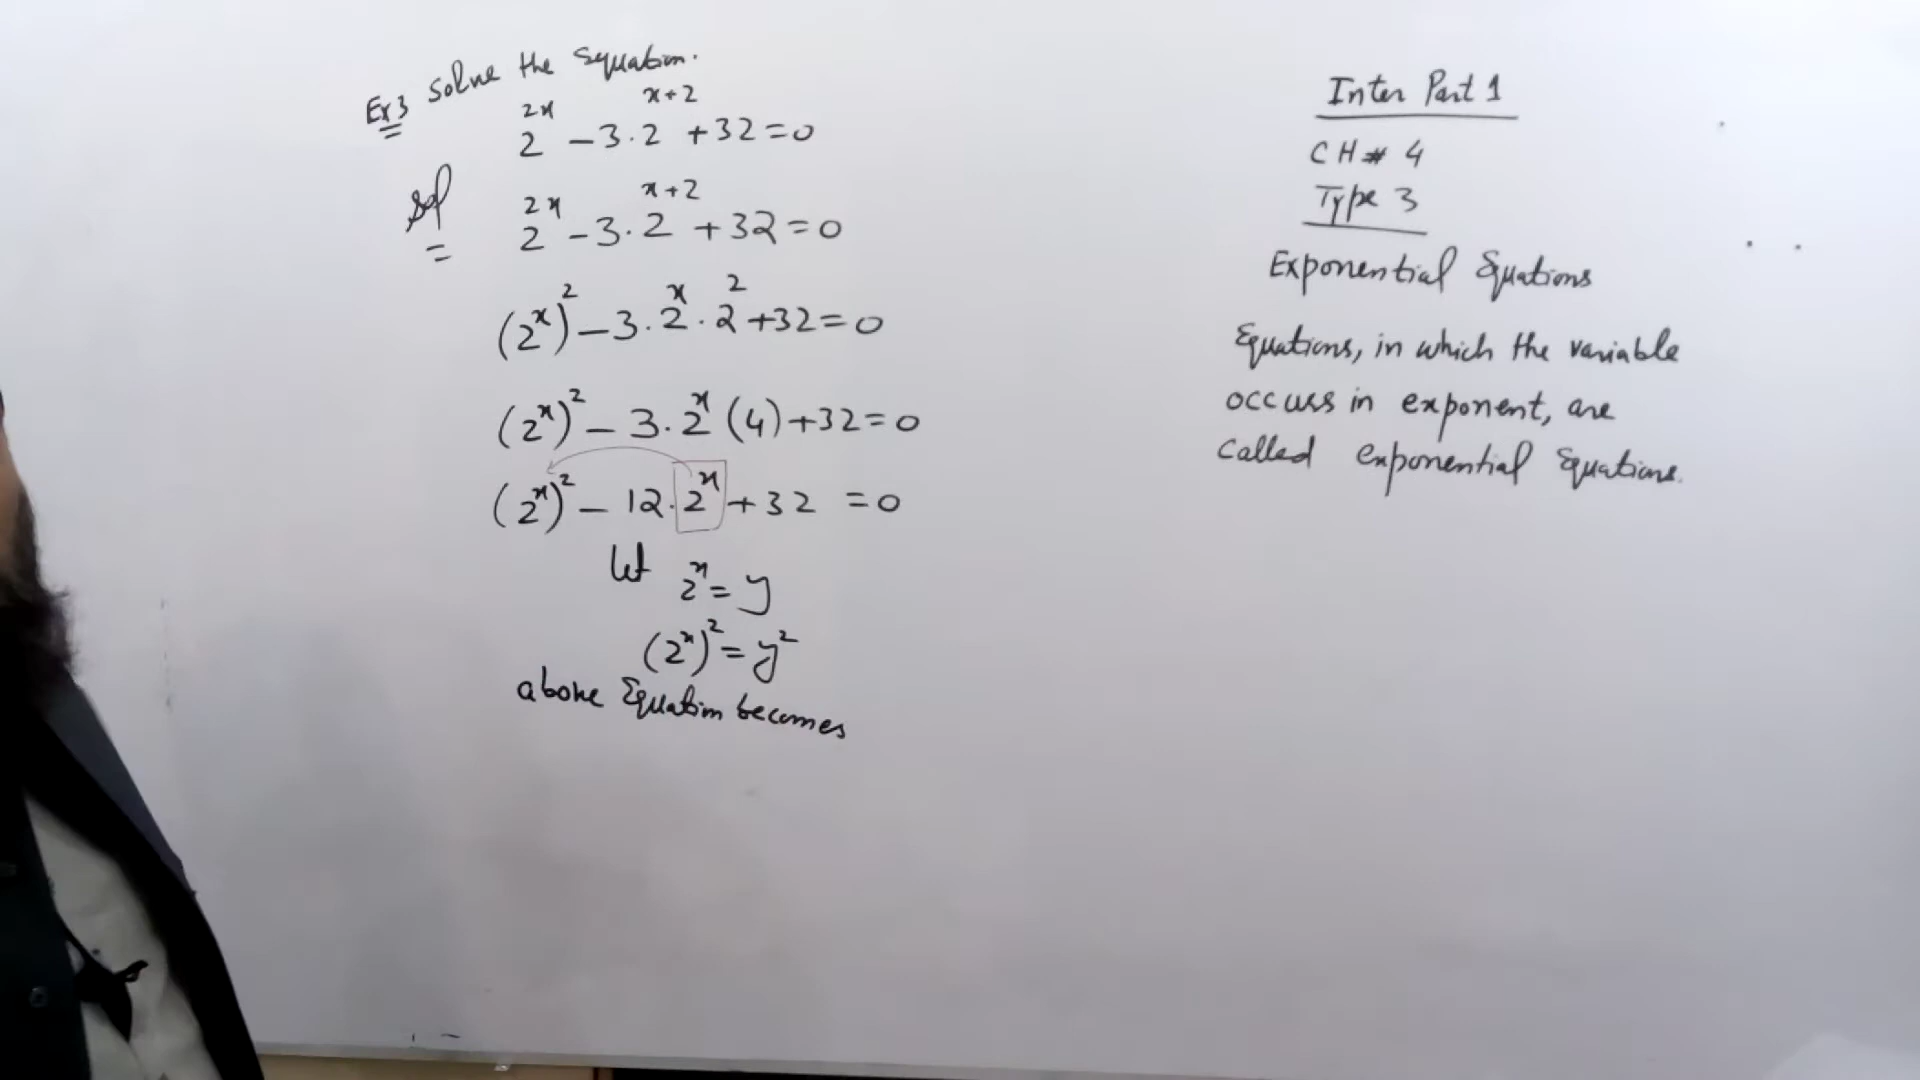 Ex3 Solve the Equation.
2^{2x} - 3.2^{x+2} + 32 = 0
Sol 2^{2x} - 3.2^{x+2} + 32 = 0
(2^x)^2 - 3.2^x.2^2 + 32 = 0
(2^x)^2 - 3.2^x (4) + 32 = 0
(2^x)^2 - 12.2^x + 32 = 0
let 2^x = y
(2^x)^2 = y^2
above Equation becomes
Inter Part 1
CH# 4
Type 3
Exponential Equations
Equations, in which the variable
occurs in exponent, are
called exponential Equations.